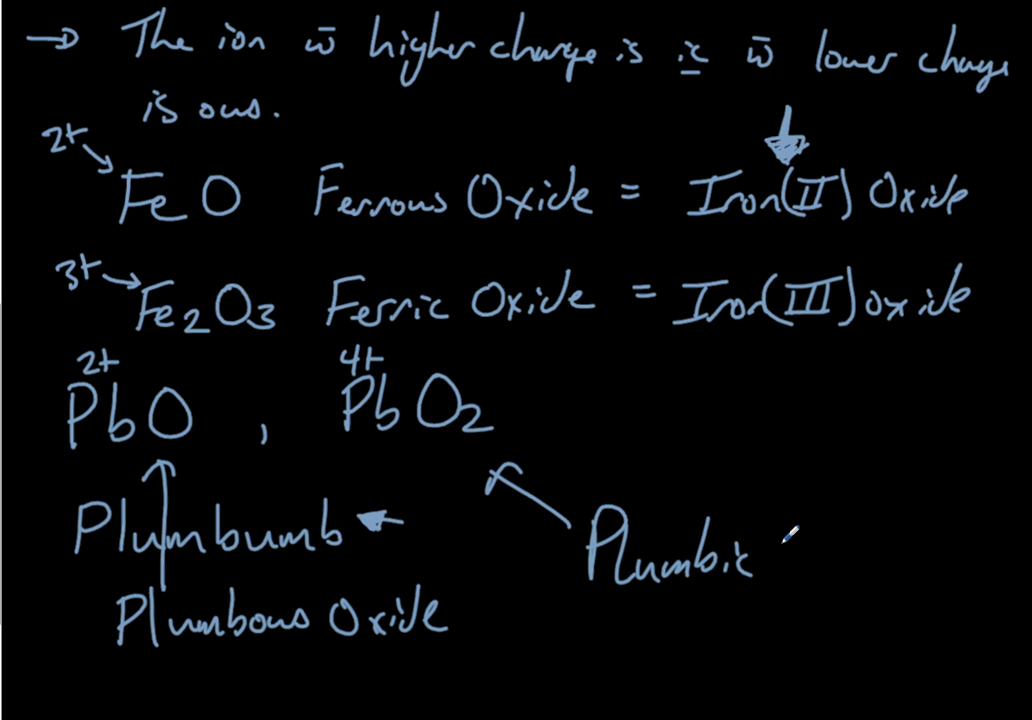 → The ion w̄ higher charge is ic w̄ lower charge
is ous.
2+
FeO Ferrous Oxide = Iron(II) Oxide
3+
Fe₂O₃ Ferric Oxide = Iron(III) oxide
2+ 4+
PbO , PbO₂
Plumbumb
Plumbic
Plumbous Oxide